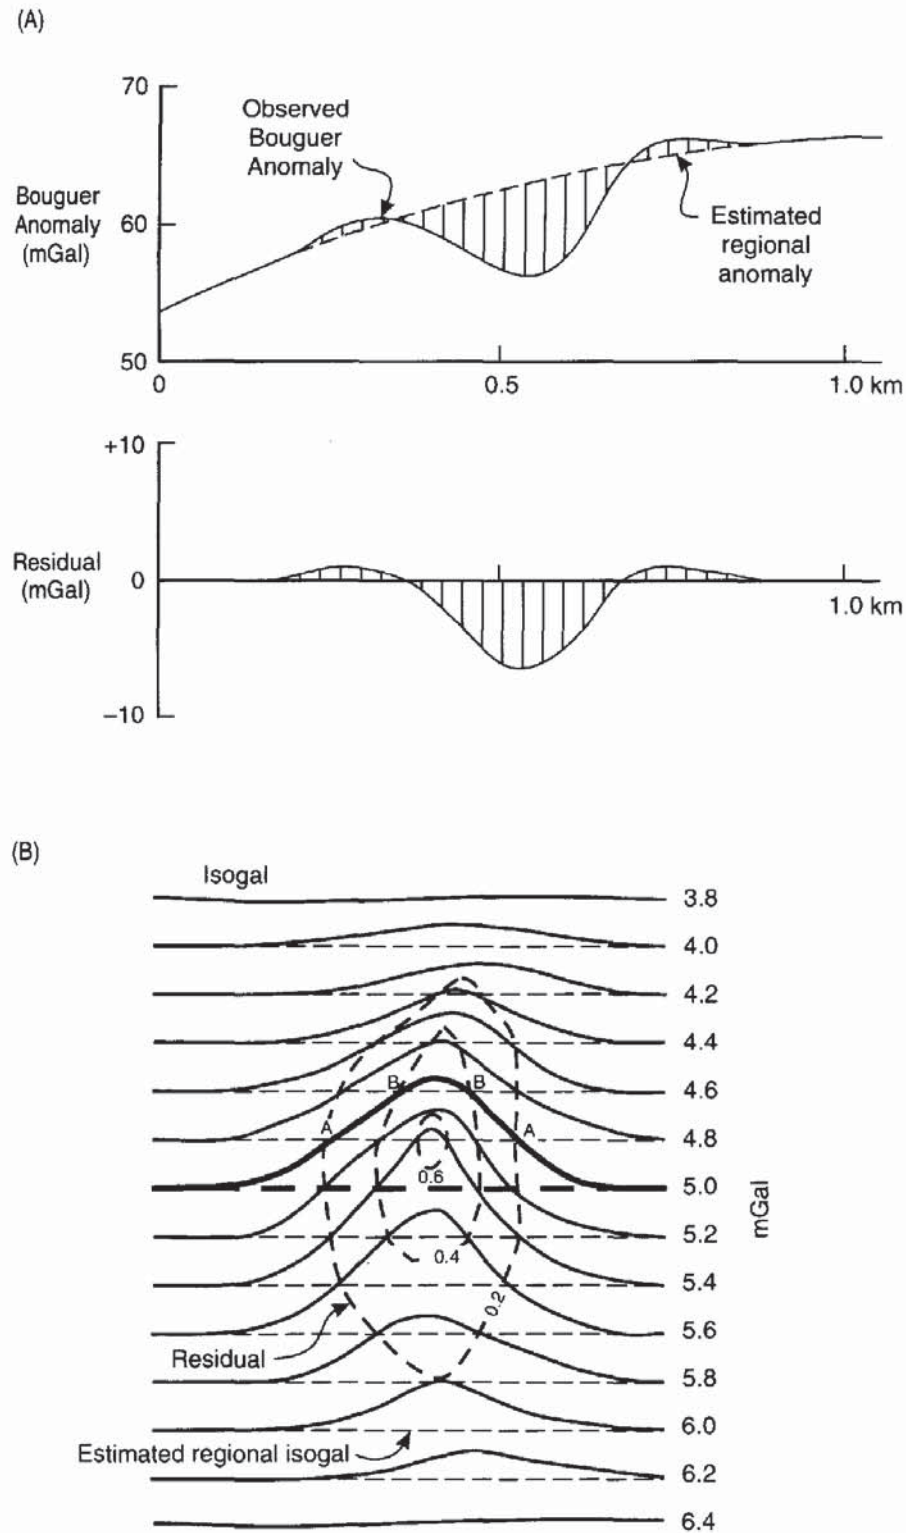 (A)
70
Observed
Bouguer
Anomaly
Bouguer
Anomaly
(mGal)
60
Estimated
regional
anomaly
50
0
0.5
1.0 km
+10
Residual
(mGal)
0
1.0 km
−10
(B)
Isogal
3.8
4.0
4.2
4.4
B
B
4.6
A
A
4.8
0.6
5.0
mGal
5.2
0.4
5.4
0.2
5.6
Residual
5.8
6.0
Estimated regional isogal
6.2
6.4